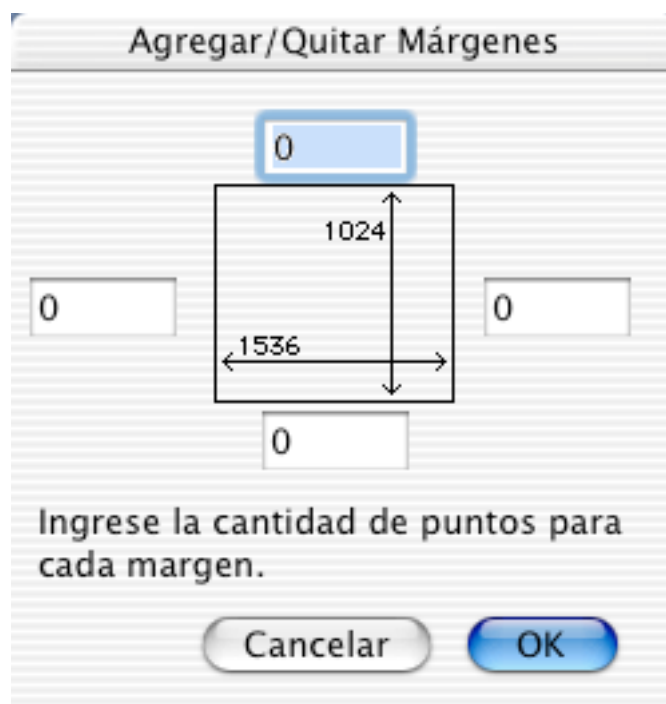 Agregar/Quitar Márgenes
0
1024
0
0
1536
0
Ingrese la cantidad de puntos para
cada margen.
Cancelar OK